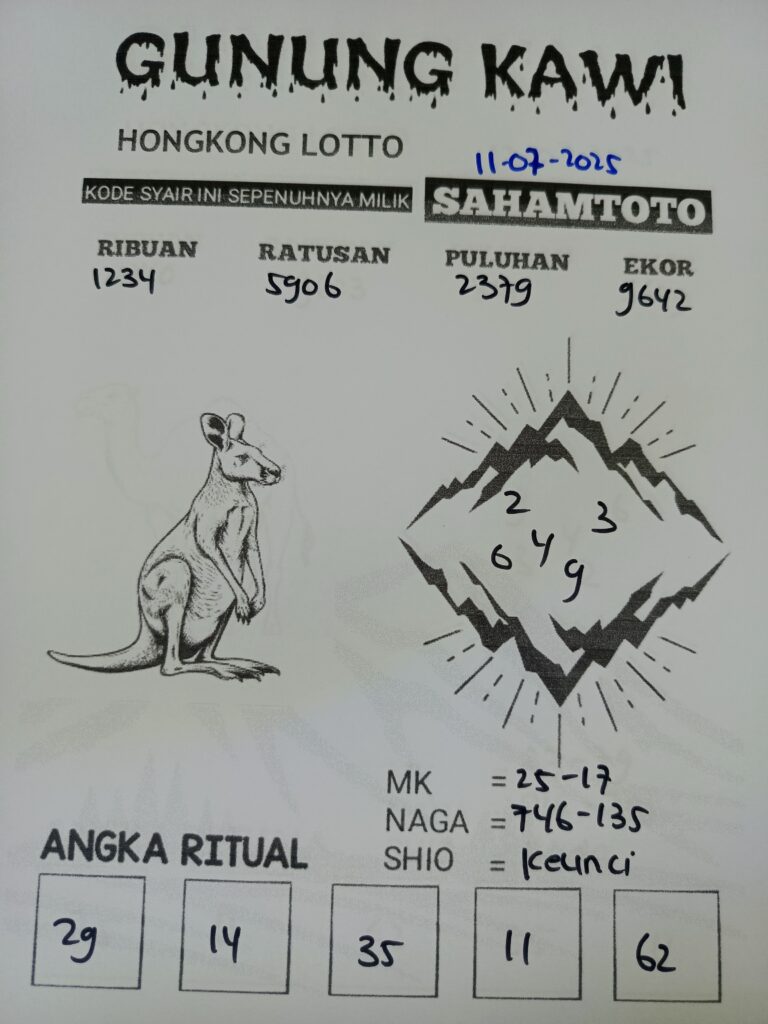 GUNUNG KAWI
HONGKONG LOTTO
11-07-2025
KODE SYAIR INI SEPENUHNYA MILIK SAHAMTOTO
RIBUAN RATUSAN PULUHAN EKOR
1234 5906 2379 9642
2 3
6 4 9
MK = 25-17
NAGA = 746-135
SHIO = Kelinci
ANGKA RITUAL
29 14 35 11 62